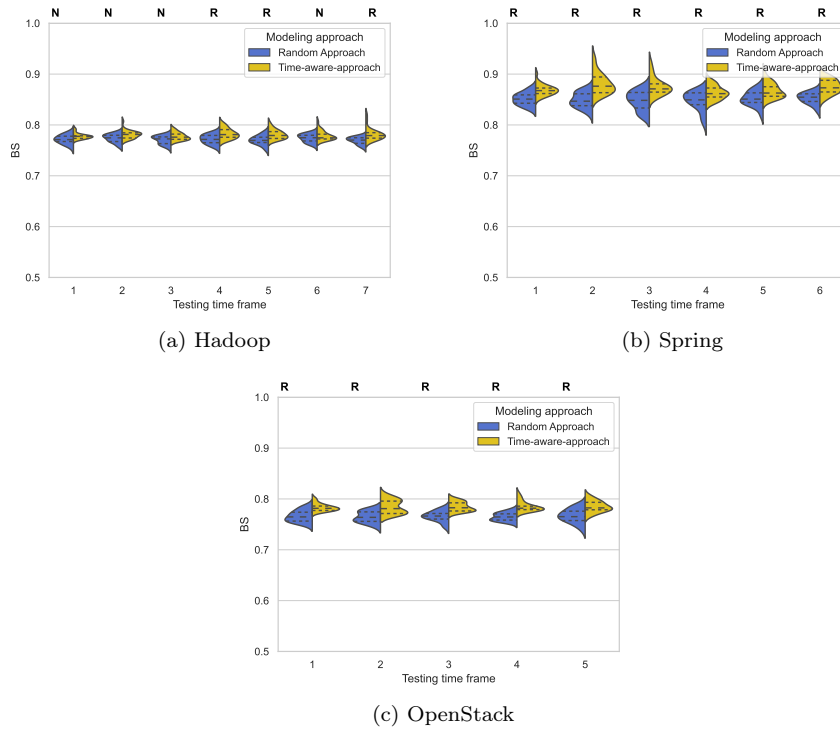 N N N R R N R
1.0
0.9
0.8
0.7
0.6
0.5
BS
Modeling approach
Random Approach
Time-aware-approach
1 2 3 4 5 6 7
Testing time frame
(a) Hadoop
R R R R R R
1.0
0.9
0.8
0.7
0.6
0.5
BS
Modeling approach
Random Approach
Time-aware-approach
1 2 3 4 5 6
Testing time frame
(b) Spring
R R R R R
1.0
0.9
0.8
0.7
0.6
0.5
BS
Modeling approach
Random Approach
Time-aware-approach
1 2 3 4 5
Testing time frame
(c) OpenStack